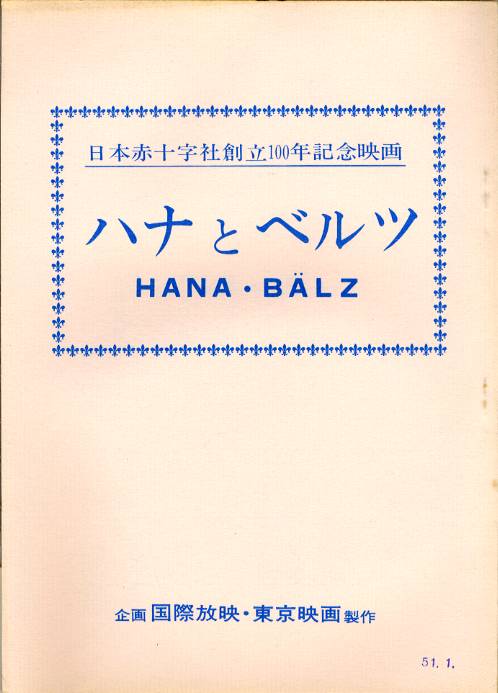 日本赤十字社創立100年記念映画
ハナとベルツ
HANA・BÄLZ
企画 国際放映・東京映画 製作
51.1.